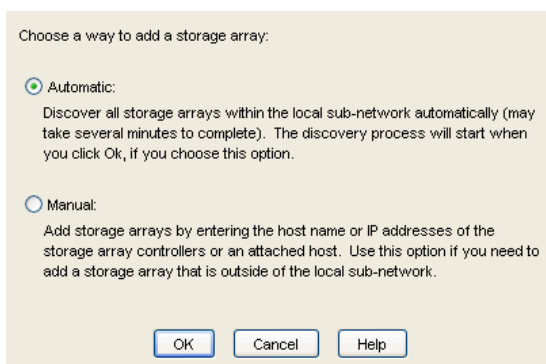 Choose a way to add a storage array:
Automatic:
Discover all storage arrays within the local sub-network automatically (may
take several minutes to complete).  The discovery process will start when
you click Ok, if you choose this option.
Manual:
Add storage arrays by entering the host name or IP addresses of the
storage array controllers or an attached host.  Use this option if you need to
add a storage array that is outside of the local sub-network.
OK Cancel Help